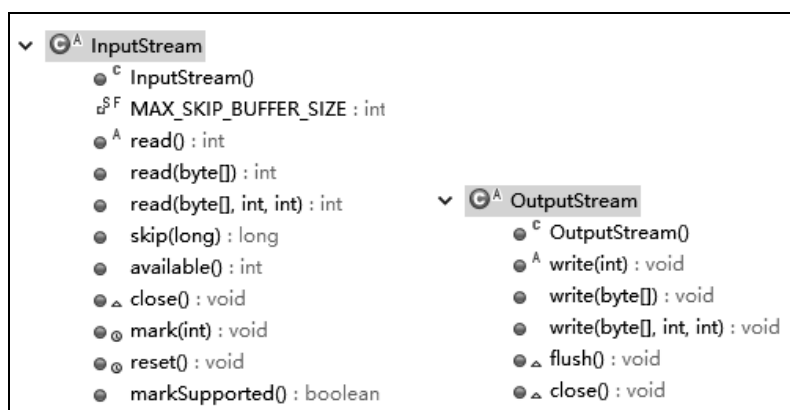 InputStream
InputStream()
MAX_SKIP_BUFFER_SIZE : int
read() : int
read(byte[]) : int
read(byte[], int, int) : int
skip(long) : long
available() : int
close() : void
mark(int) : void
reset() : void
markSupported() : boolean
OutputStream
OutputStream()
write(int) : void
write(byte[]) : void
write(byte[], int, int) : void
flush() : void
close() : void